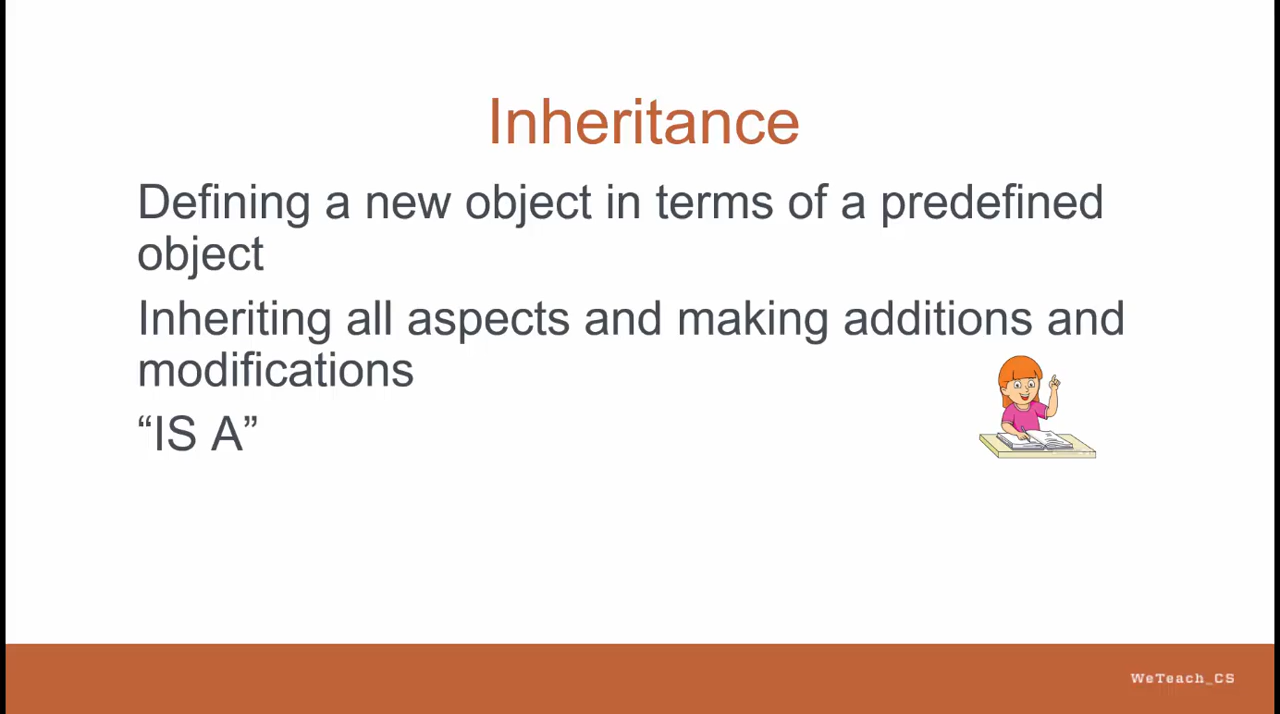 Inheritance
Defining a new object in terms of a predefined
object
Inheriting all aspects and making additions and
modifications
“IS A”
WeTeach_CS